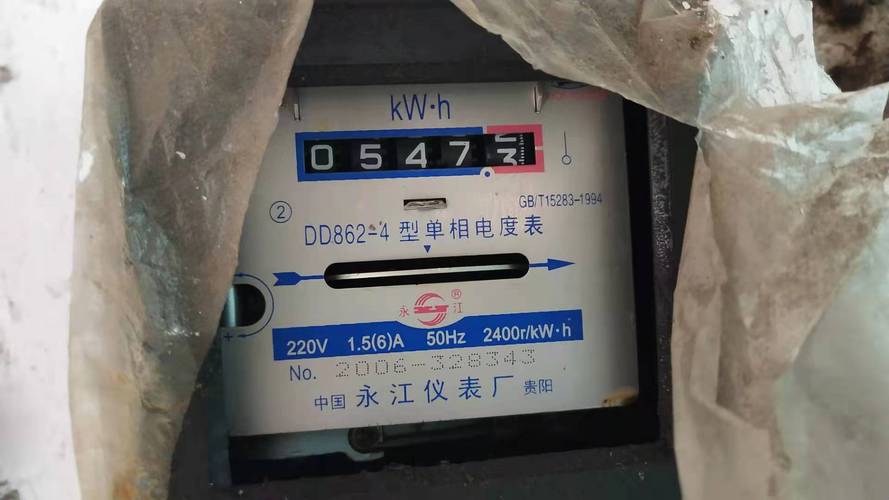 kW·h
0547
GB/T15283-1994
②
DD862-4 型单相电度表
永 ® 江
220V 1.5(6)A 50Hz 2400r/kW·h
No. 2006-328343
中国 永江仪表厂 贵阳